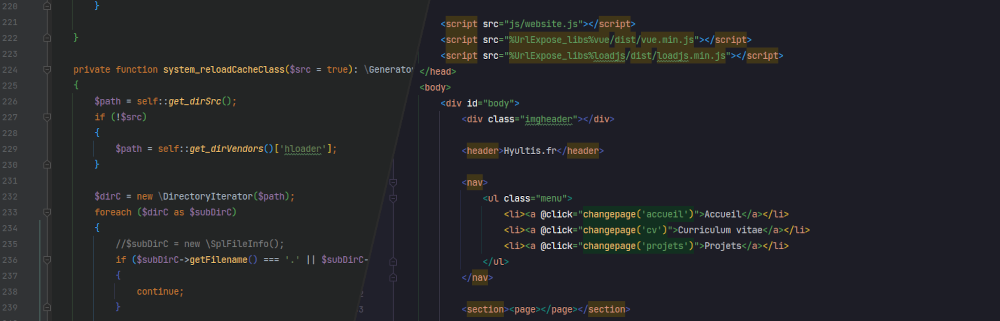 220 }
221
222 }
223
224 private function system_reloadCacheClass($src = true): \Generator
225 {
226 $path = self::get_dirSrc();
227 if (!$src)
228 {
229 $path = self::get_dirVendors()['hloader'];
230 }
231
232 $dirC = new \DirectoryIterator($path);
233 foreach ($dirC as $subDirC)
234 {
235 //$subDirC = new \SplFileInfo();
236 if ($subDirC->getFilename() === '.' || $subDirC-
237 {
238 continue;
239 }
<script src="js/website.js"></script>
<script src="%UrlExpose_libs%vue/dist/vue.min.js"></script>
<script src="%UrlExpose_libs%loadjs/dist/loadjs.min.js"></script>
</head>
<body>
<div id="body">
<div class="imgheader"></div>
<header>Hyultis.fr</header>
<nav>
<ul class="menu">
<li><a @click="changepage('accueil')">Accueil</a></li>
<li><a @click="changepage('cv')">Curriculum vitae</a></li>
<li><a @click="changepage('projets')">Projets</a></li>
</ul>
</nav>
<section><page></page></section>